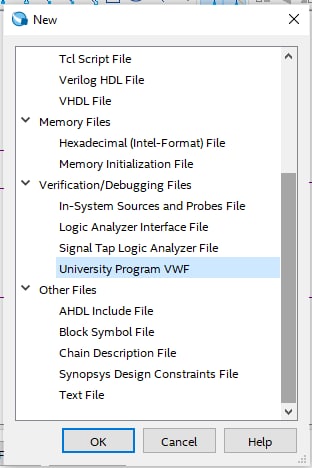 New
Tcl Script File
Verilog HDL File
VHDL File
Memory Files
Hexadecimal (Intel-Format) File
Memory Initialization File
Verification/Debugging Files
In-System Sources and Probes File
Logic Analyzer Interface File
Signal Tap Logic Analyzer File
University Program VWF
Other Files
AHDL Include File
Block Symbol File
Chain Description File
Synopsys Design Constraints File
Text File
OK Cancel Help